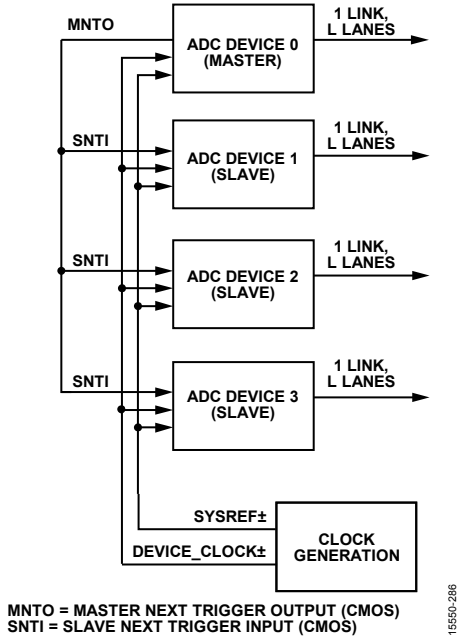 MNTO
ADC DEVICE 0
(MASTER)
1 LINK,
L LANES
SNTI
ADC DEVICE 1
(SLAVE)
1 LINK,
L LANES
SNTI
ADC DEVICE 2
(SLAVE)
1 LINK,
L LANES
SNTI
ADC DEVICE 3
(SLAVE)
1 LINK,
L LANES
SYSREF±
DEVICE_CLOCK±
CLOCK
GENERATION
MNTO = MASTER NEXT TRIGGER OUTPUT (CMOS)
SNTI = SLAVE NEXT TRIGGER INPUT (CMOS)
15550-286